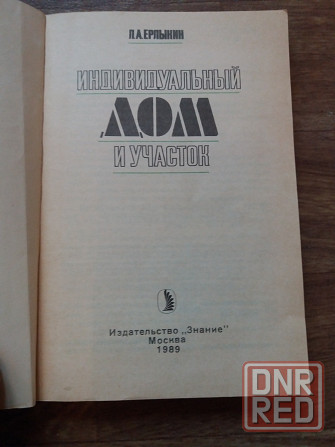 Л.А.ЕРЛЫКИН
ИНДИВИДУАЛЬНЫЙ
ДОМ
И УЧАСТОК
Издательство „Знание"
Москва
1989
DNR
RED